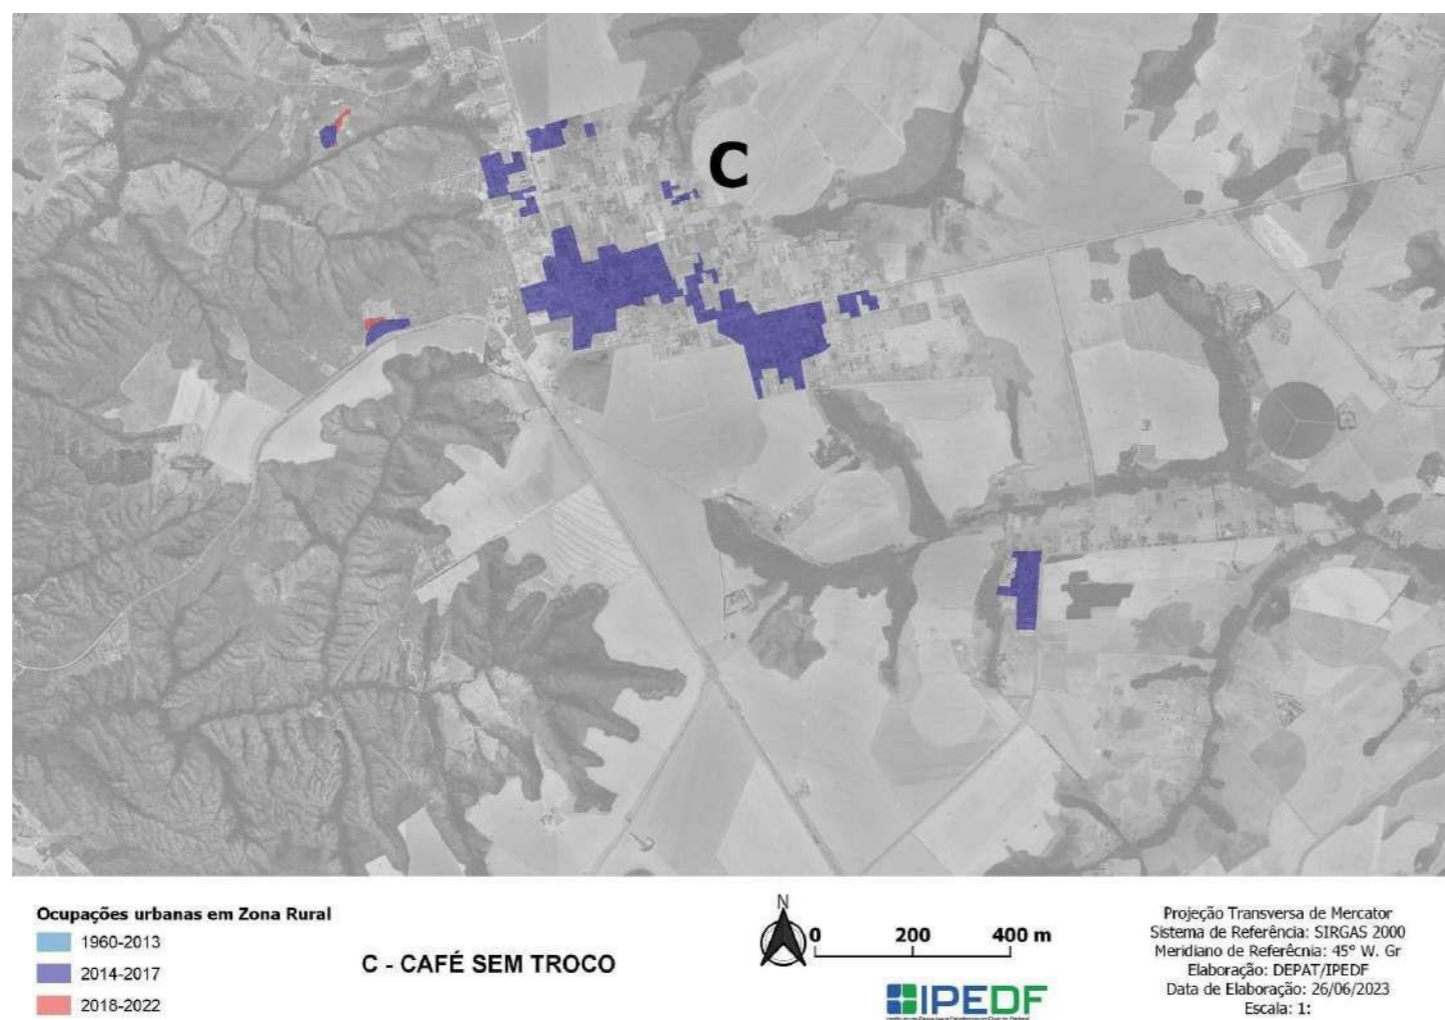 C
Ocupações urbanas em Zona Rural
1960-2013
2014-2017
2018-2022
C - CAFÉ SEM TROCO
N
0 200 400 m
IPEDF
Projeção Transversa de Mercator
Sistema de Referência: SIRGAS 2000
Meridiano de Referêcnia: 45° W. Gr
Elaboração: DEPAT/IPEDF
Data de Elaboração: 26/06/2023
Escala: 1: